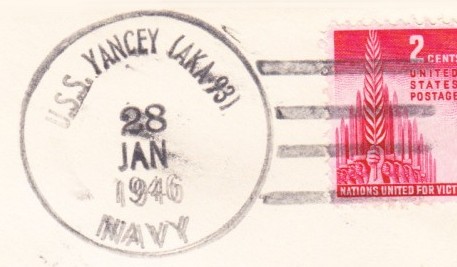 U.S.S. YANCEY (AKA-93)
28
JAN
1946
NAVY
2 CENTS
UNITED
STATES
POSTAGE
NATIONS UNITED FOR VICT